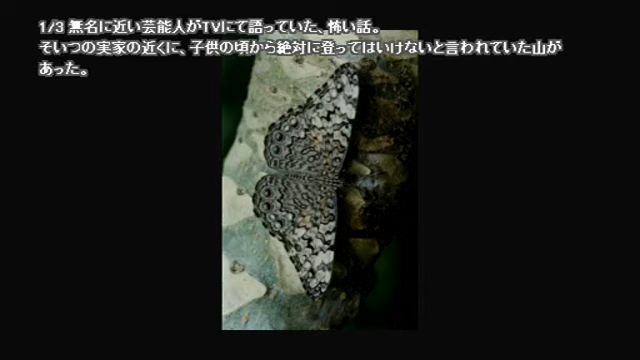 1/3 無名に近い芸能人がTVにて語っていた、怖い話。
そいつの実家の近くに、子供の頃から絶対に登ってはいけないと言われていた山が
あった。